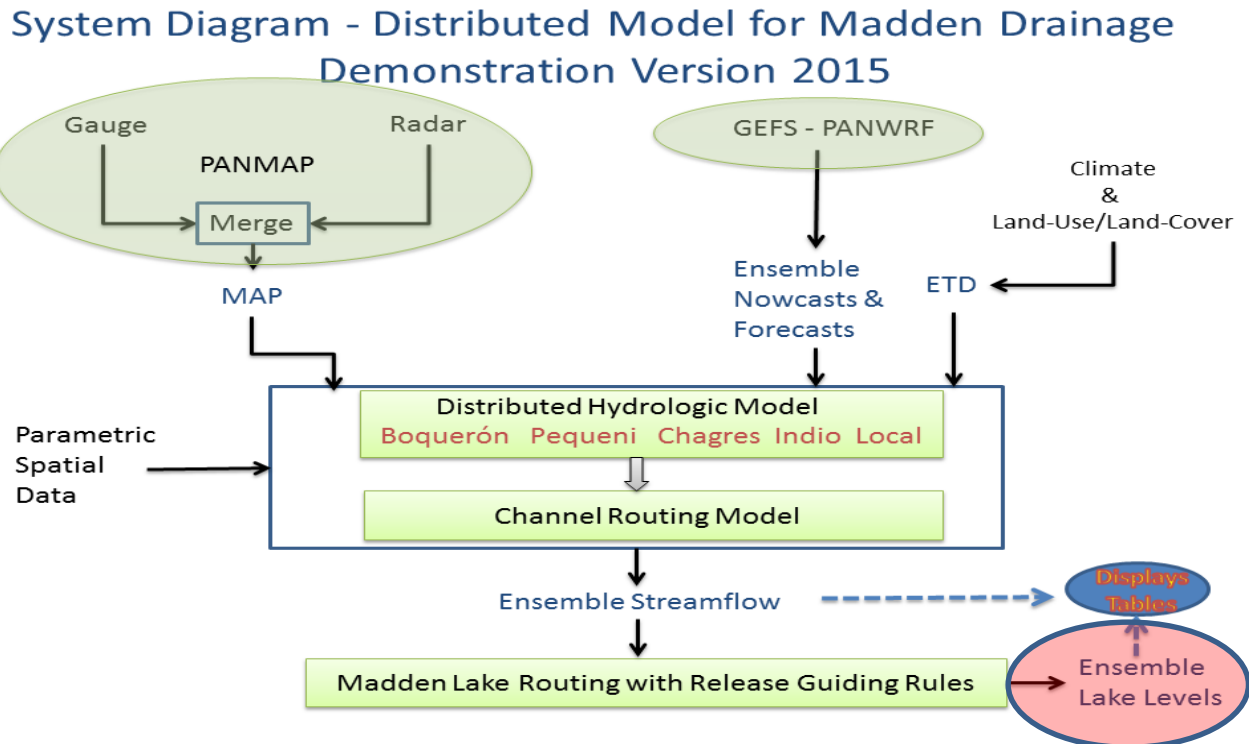 System Diagram - Distributed Model for Madden Drainage
Demonstration Version 2015
Gauge
Radar
PANMAP
Merge
MAP
GEFS - PANWRF
Ensemble
Nowcasts &
Forecasts
Climate
&
Land-Use/Land-Cover
ETD
Parametric
Spatial
Data
Distributed Hydrologic Model
Boquerón Pequeni Chagres Indio Local
Channel Routing Model
Ensemble Streamflow
Displays
Tables
Madden Lake Routing with Release Guiding Rules
Ensemble
Lake Levels